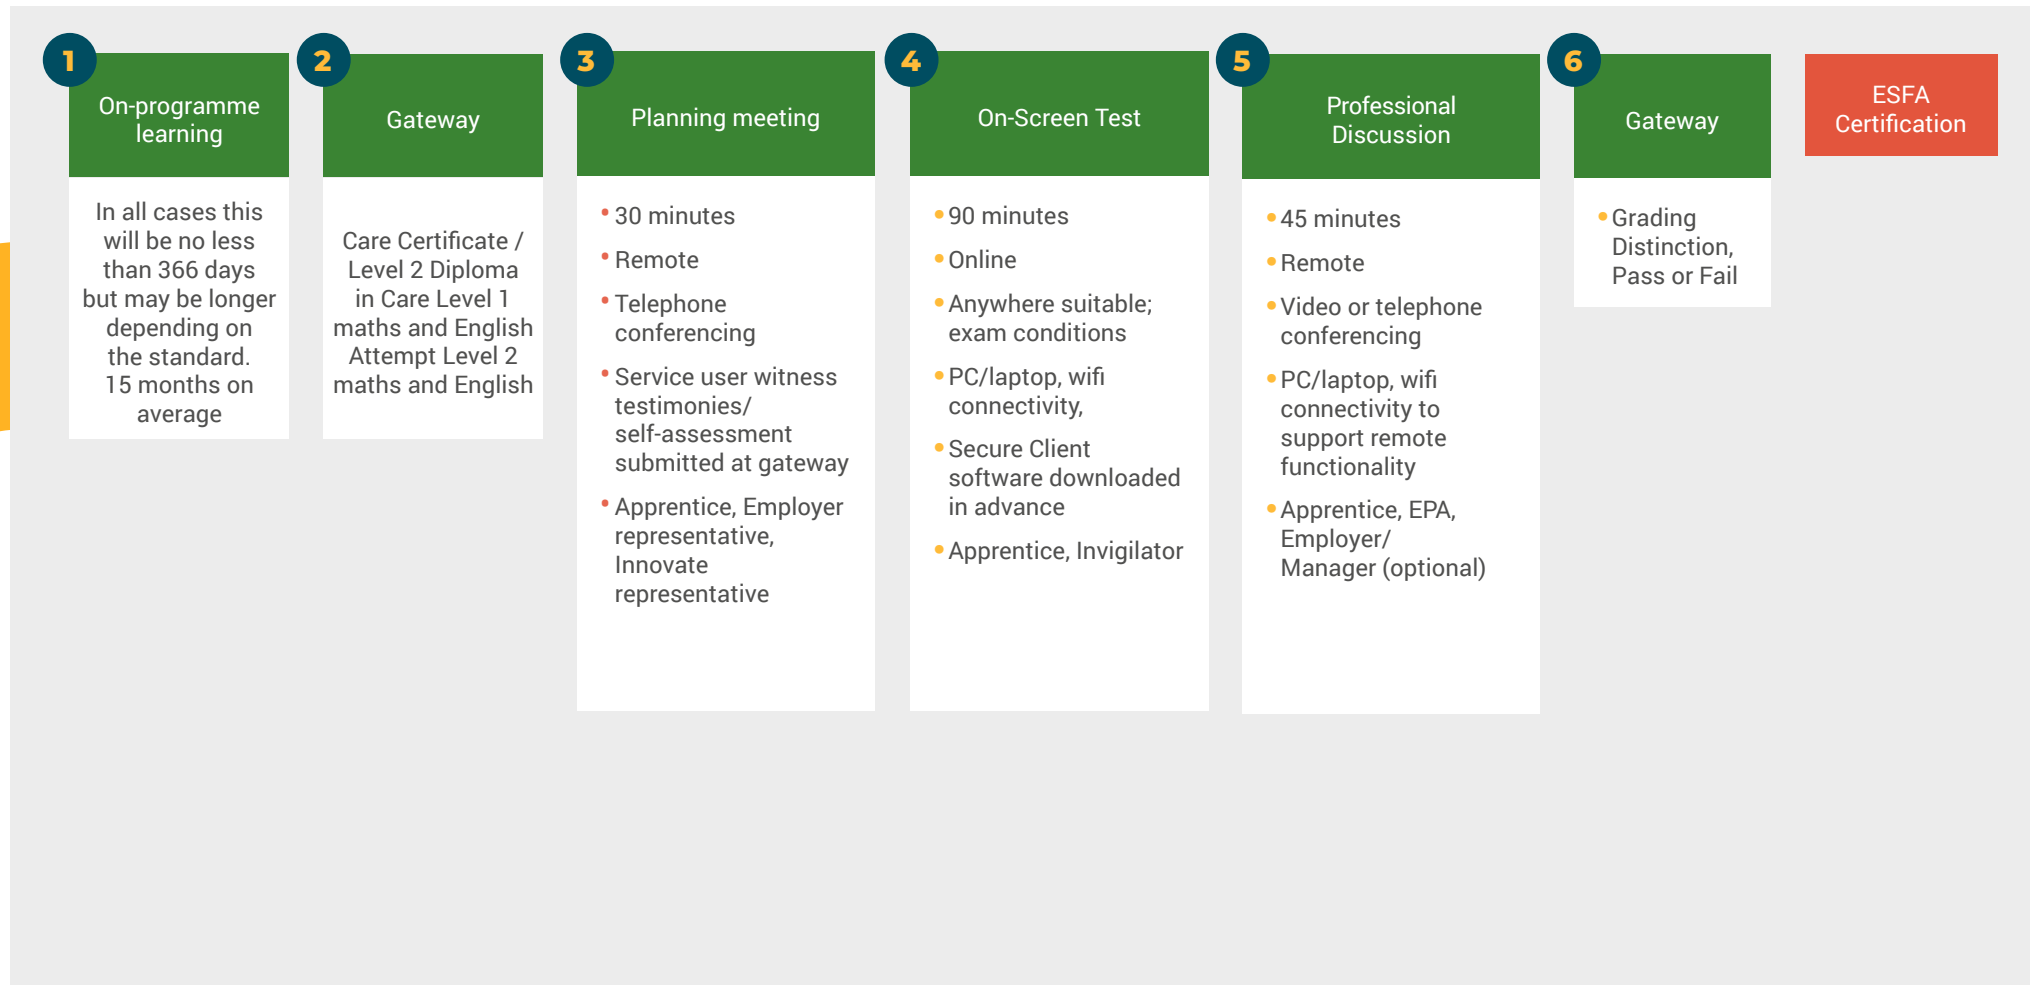 1
On-programme
learning
In all cases this
will be no less
than 366 days
but may be longer
depending on
the standard.
15 months on
average
2
Gateway
Care Certificate /
Level 2 Diploma
in Care Level 1
maths and English
Attempt Level 2
maths and English
3
Planning meeting
• 30 minutes
• Remote
• Telephone
conferencing
• Service user witness
testimonies/
self-assessment
submitted at gateway
• Apprentice, Employer
representative,
Innovate
representative
4
On-Screen Test
• 90 minutes
• Online
• Anywhere suitable;
exam conditions
• PC/laptop, wifi
connectivity,
• Secure Client
software downloaded
in advance
• Apprentice, Invigilator
5
Professional
Discussion
• 45 minutes
• Remote
• Video or telephone
conferencing
• PC/laptop, wifi
connectivity to
support remote
functionality
• Apprentice, EPA,
Employer/
Manager (optional)
6
Gateway
• Grading
Distinction,
Pass or Fail
ESFA
Certification